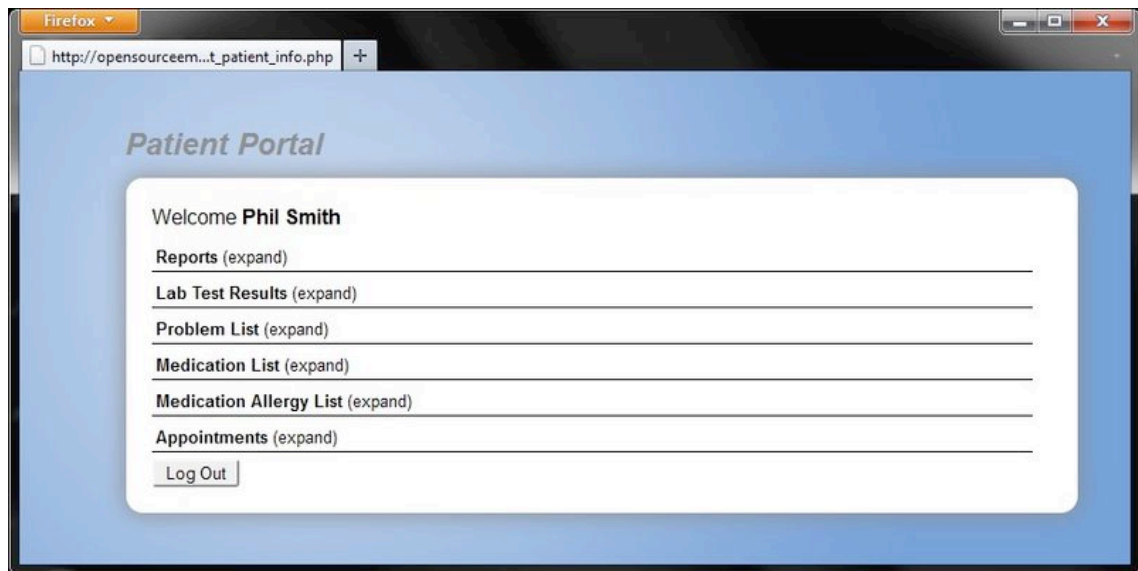 Firefox
http://opensourceem...t_patient_info.php
Patient Portal
Welcome Phil Smith
Reports (expand)
Lab Test Results (expand)
Problem List (expand)
Medication List (expand)
Medication Allergy List (expand)
Appointments (expand)
Log Out